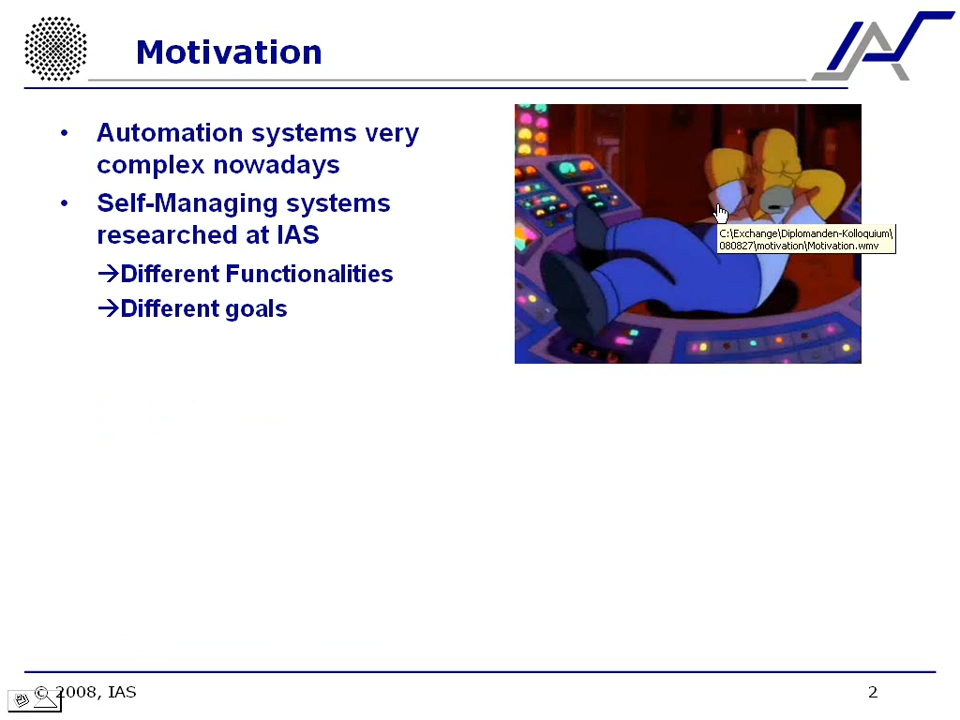 Motivation
• Automation systems very
complex nowadays
• Self-Managing systems
researched at IAS
→Different Functionalities
→Different goals
C:\Exchange\Diplomanden-Kolloquium\
080827\motivation\Motivation.wmv
© 2008, IAS
2